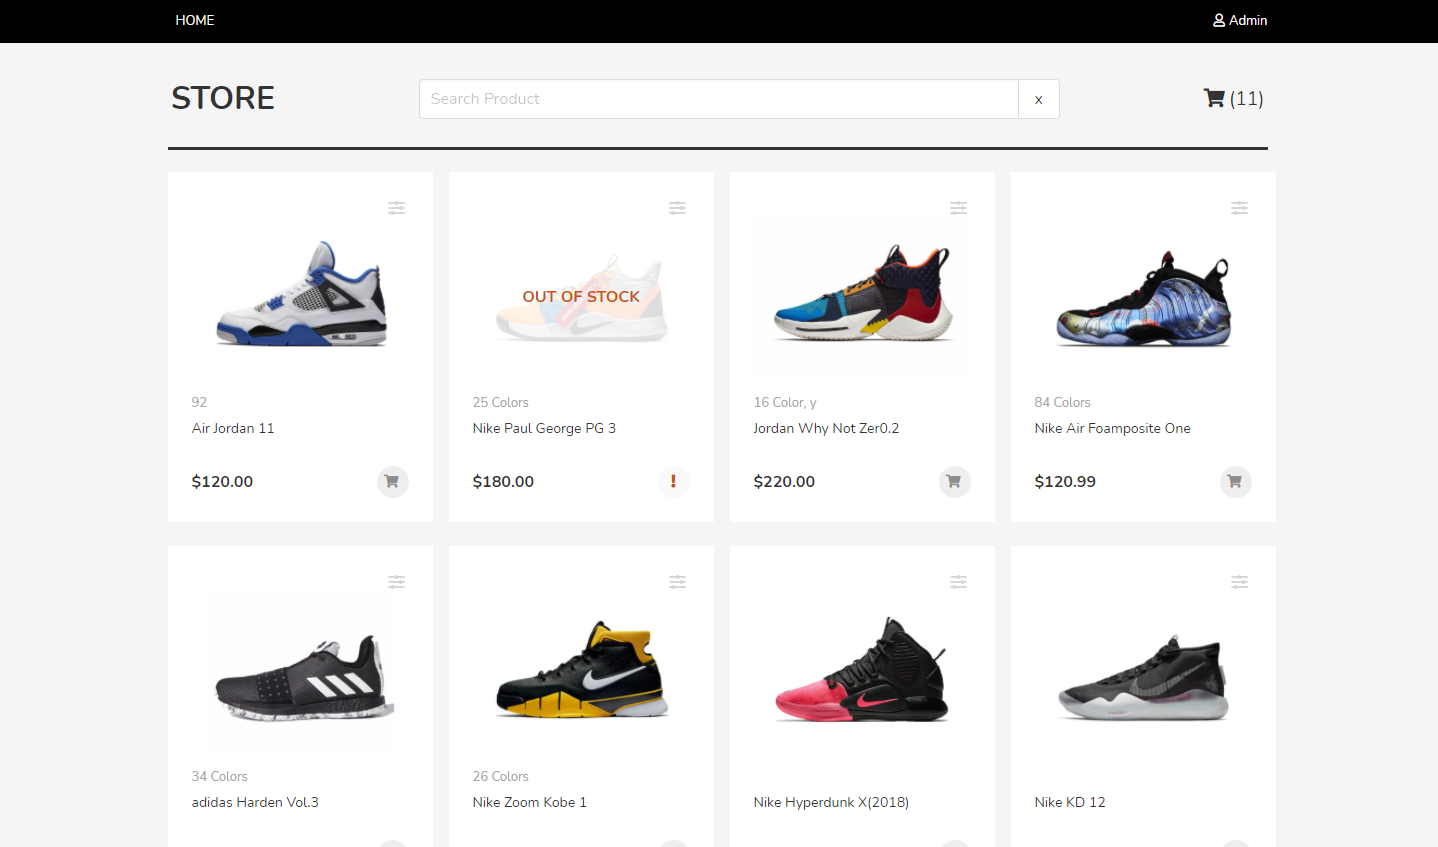 HOME
Admin
STORE
Search Product
x
(11)
OUT OF STOCK
92
25 Colors
16 Color, y
84 Colors
Air Jordan 11
Nike Paul George PG 3
Jordan Why Not Zer0.2
Nike Air Foamposite One
$120.00
$180.00
$220.00
$120.99
34 Colors
26 Colors
adidas Harden Vol.3
Nike Zoom Kobe 1
Nike Hyperdunk X(2018)
Nike KD 12